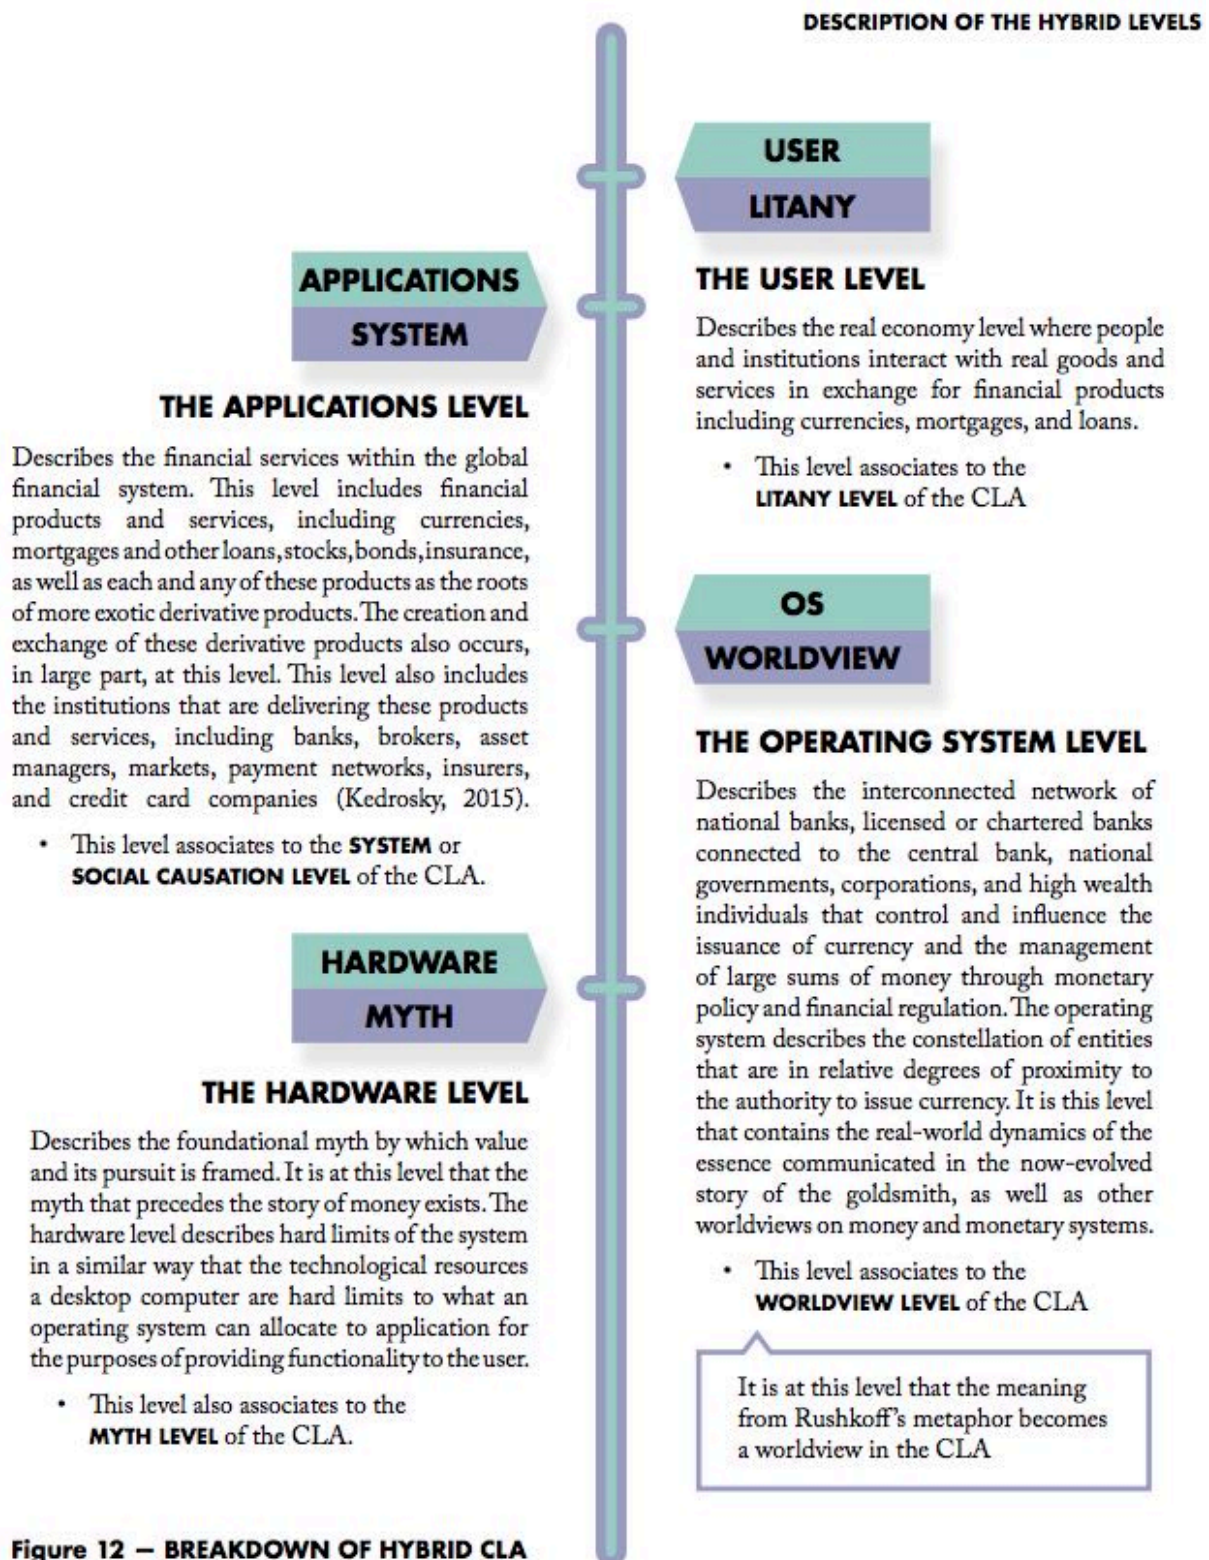 DESCRIPTION OF THE HYBRID LEVELS
USER
LITANY
THE USER LEVEL
Describes the real economy level where people
and institutions interact with real goods and
services in exchange for financial products
including currencies, mortgages, and loans.
• This level associates to the
LITANY LEVEL of the CLA
APPLICATIONS
SYSTEM
THE APPLICATIONS LEVEL
Describes the financial services within the global
financial system. This level includes financial
products and services, including currencies,
mortgages and other loans, stocks, bonds, insurance,
as well as each and any of these products as the roots
of more exotic derivative products. The creation and
exchange of these derivative products also occurs,
in large part, at this level. This level also includes
the institutions that are delivering these products
and services, including banks, brokers, asset
managers, markets, payment networks, insurers,
and credit card companies (Kedrosky, 2015).
• This level associates to the SYSTEM or
SOCIAL CAUSATION LEVEL of the CLA.
OS
WORLDVIEW
THE OPERATING SYSTEM LEVEL
Describes the interconnected network of
national banks, licensed or chartered banks
connected to the central bank, national
governments, corporations, and high wealth
individuals that control and influence the
issuance of currency and the management
of large sums of money through monetary
policy and financial regulation. The operating
system describes the constellation of entities
that are in relative degrees of proximity to
the authority to issue currency. It is this level
that contains the real-world dynamics of the
essence communicated in the now-evolved
story of the goldsmith, as well as other
worldviews on money and monetary systems.
• This level associates to the
WORLDVIEW LEVEL of the CLA
It is at this level that the meaning
from Rushkoff's metaphor becomes
a worldview in the CLA
HARDWARE
MYTH
THE HARDWARE LEVEL
Describes the foundational myth by which value
and its pursuit is framed. It is at this level that the
myth that precedes the story of money exists. The
hardware level describes hard limits of the system
in a similar way that the technological resources
a desktop computer are hard limits to what an
operating system can allocate to application for
the purposes of providing functionality to the user.
• This level also associates to the
MYTH LEVEL of the CLA.
Figure 12 – BREAKDOWN OF HYBRID CLA